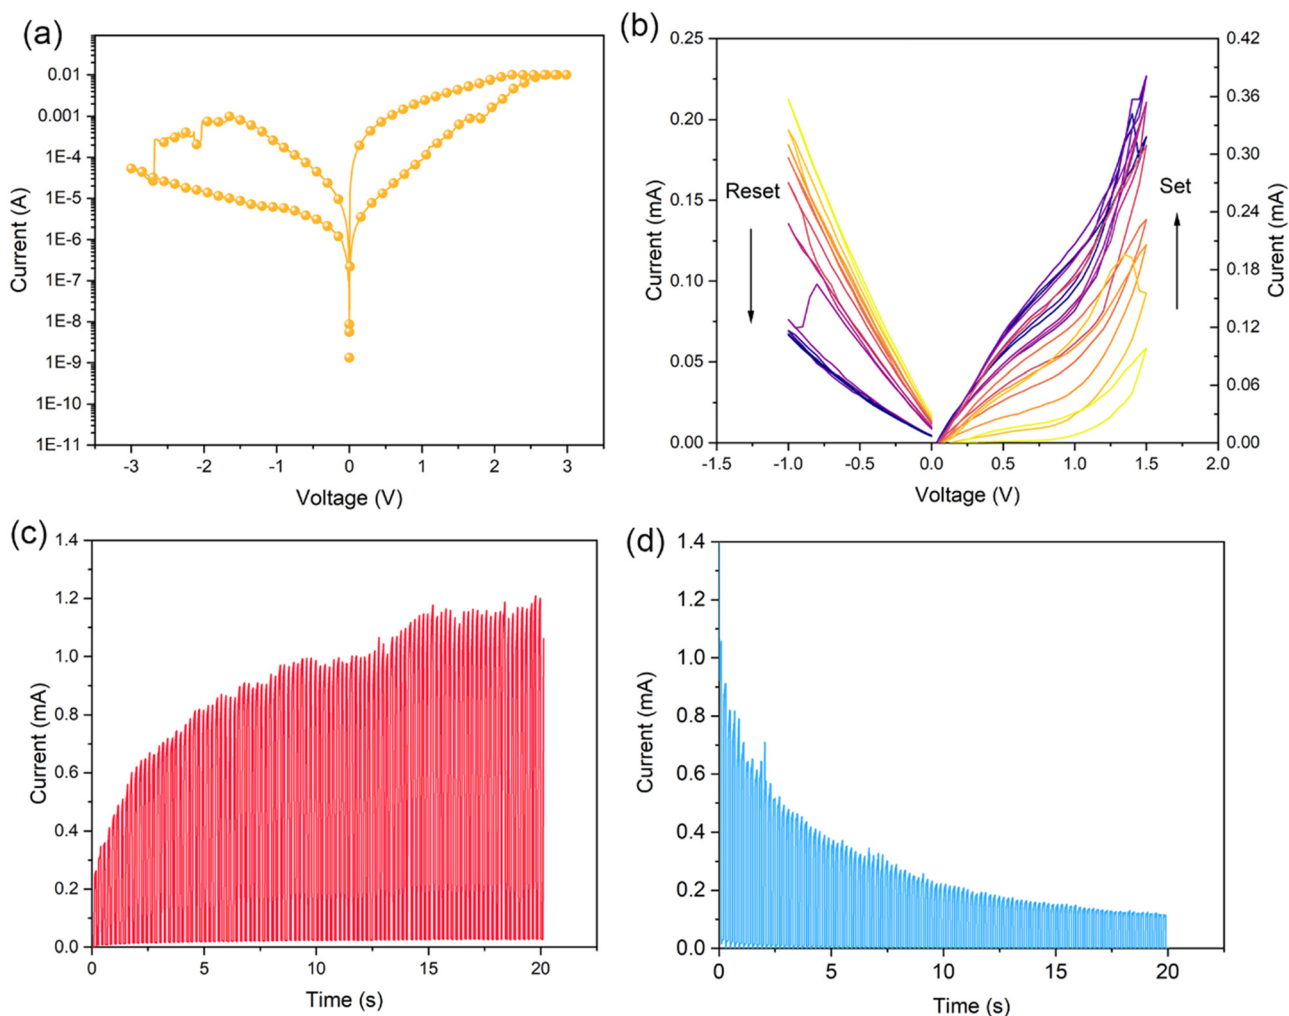 (a)
0.01
0.001
1E-4
1E-5
1E-6
1E-7
1E-8
1E-9
1E-10
1E-11
Current (A)
-3 -2 -1 0 1 2 3
Voltage (V)
(b)
0.25
0.20
0.15
0.10
0.05
0.00
Current (mA)
Reset
Set
0.42
0.36
0.30
0.24
0.18
0.12
0.06
0.00
Curent (mA)
-1.5 -1.0 -0.5 0.0 0.5 1.0 1.5 2.0
Voltage (V)
(c)
1.4
1.2
1.0
0.8
0.6
0.4
0.2
0.0
Current (mA)
0 5 10 15 20
Time (s)
(d)
1.4
1.2
1.0
0.8
0.6
0.4
0.2
0.0
Current (mA)
0 5 10 15 20
Time (s)